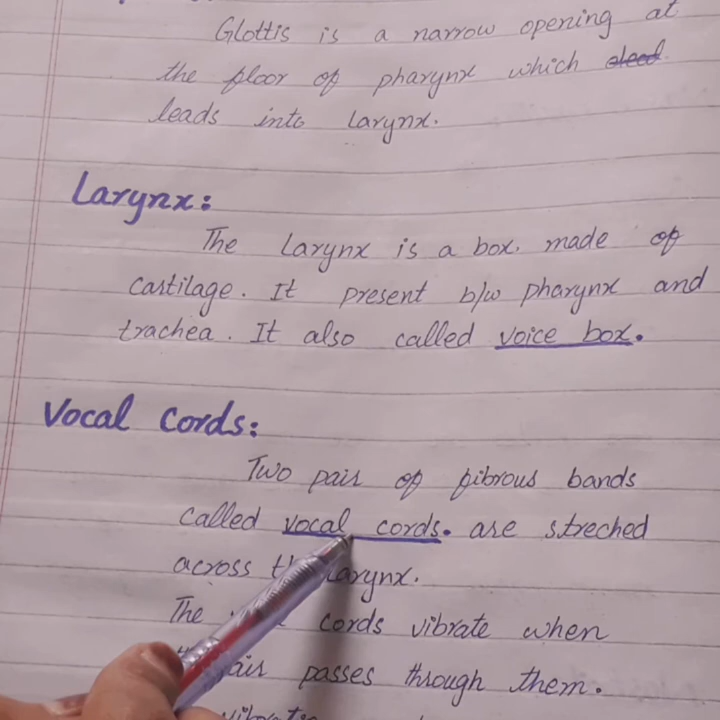 Glottis is a narrow opening at
the floor of pharynx which
leads into Larynx.
Larynx:
The Larynx is a box. made of
Castilage. It present b/w pharynx and
trachea. It also called voice box.
Vocal Cords:
Two pair of fibrous bands
called vocal cords. are streched
across Larynx.
The cords vibrate when
air passes through them.